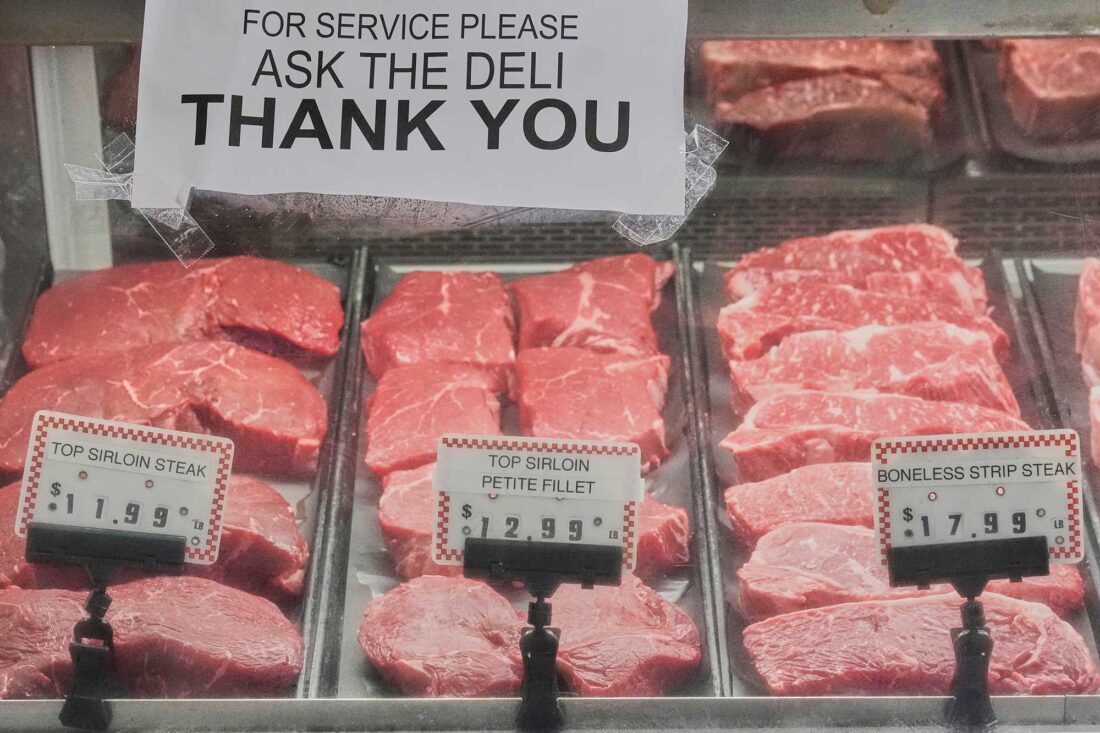 FOR SERVICE PLEASE
ASK THE DELI
THANK YOU
TOP SIRLOIN STEAK
$11.99 LB
TOP SIRLOIN
PETITE FILLET
$12.99 LB
BONELESS STRIP STEAK
$17.99 LB